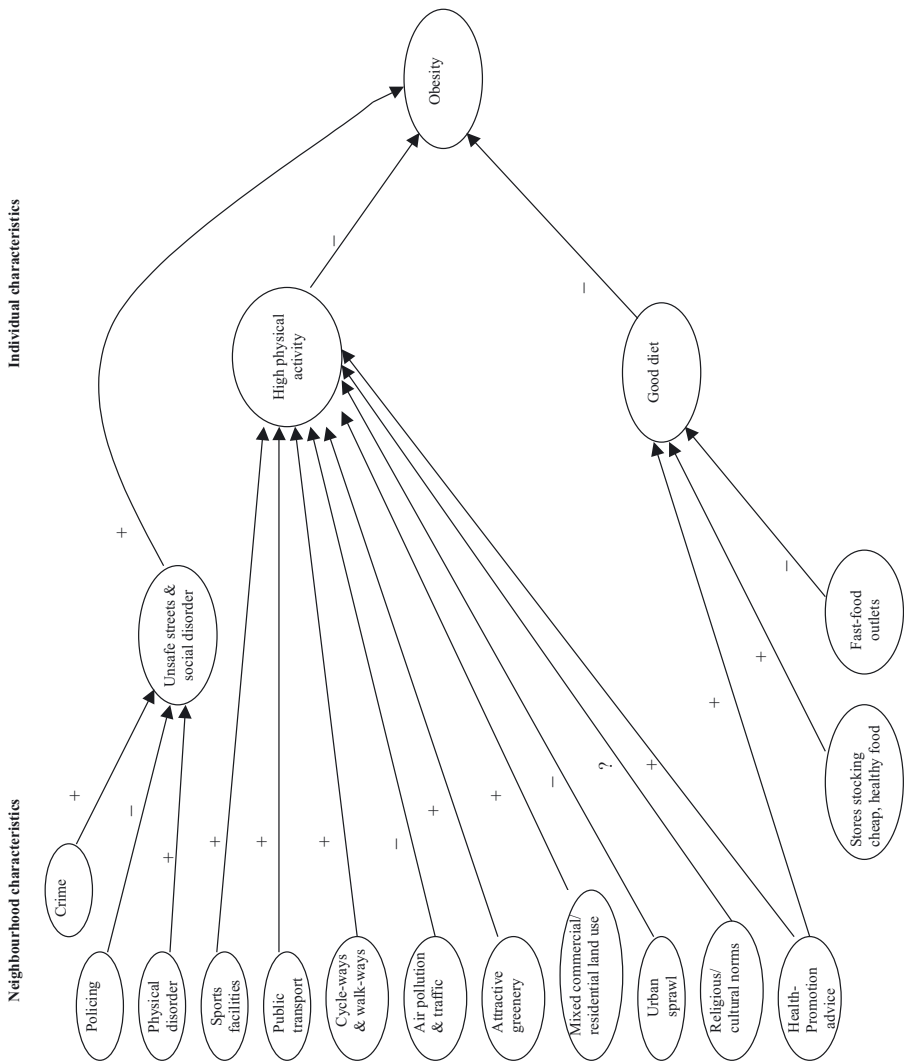 Neighbourhood characteristics
Individual characteristics
Crime
Policing
Physical
disorder
Sports
facilities
Public
transport
Cycle-ways
& walk-ways
Air pollution
& traffic
Attractive
greenery
Mixed commercial/
residential land use
Urban
sprawl
Religious/
cultural norms
Health-
Promotion
advice
Stores stocking
cheap, healthy food
Fast-food
outlets
+
–
+
+
+
+
–
+
+
–
?
+
+
+
–
Unsafe streets &
social disorder
High physical
activity
Good diet
+
–
–
Obesity